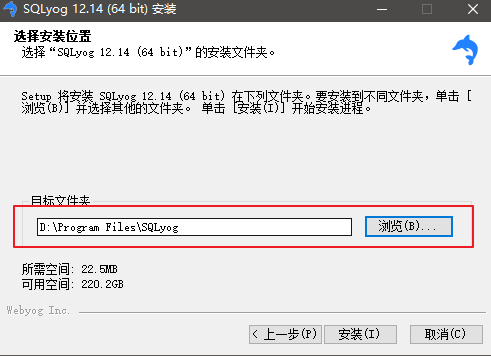 SQLyog 12.14 (64 bit) 安装
选择安装位置
选择“SQLyog 12.14 (64 bit)”的安装文件夹。
Setup 将安装 SQLyog 12.14 (64 bit) 在下列文件夹。要安装到不同文件夹，单击 [
浏览(B)] 并选择其他的文件夹。 单击 [安装(I)] 开始安装进程。
目标文件夹
D:\Program Files\SQLyog
浏览(B)...
所需空间: 22.5MB
可用空间: 220.2GB
Webyog Inc.
< 上一步(P)
安装(I)
取消(C)